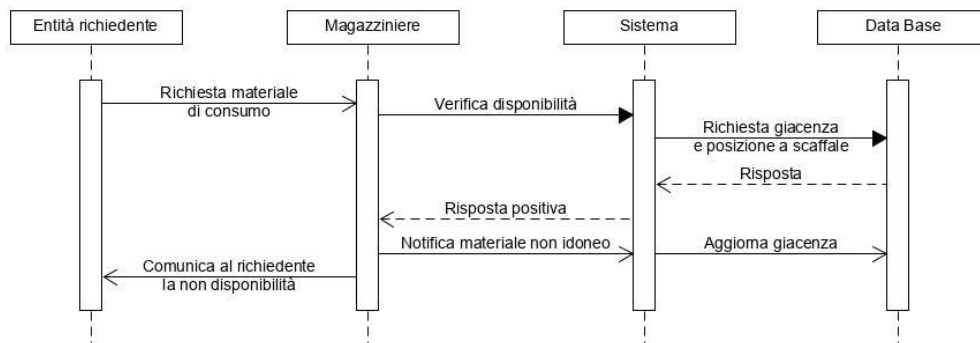 Entità richiedente
Magazziniere
Sistema
Data Base
Richiesta materiale
di consumo
Verifica disponibilità
Richiesta giacenza
e posizione a scaffale
Risposta
Risposta positiva
Notifica materiale non idoneo
Aggiorna giacenza
Comunica al richiedente
la non disponibilità